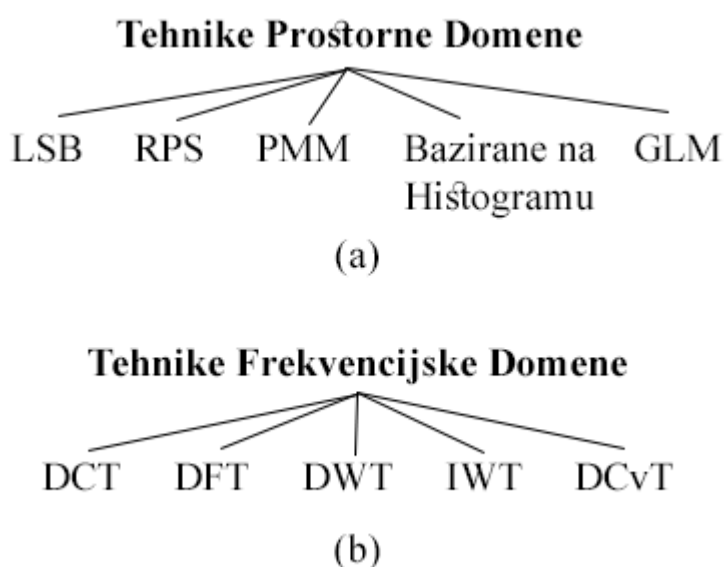 Tehnike Prostorne Domene
LSB RPS PMM Bazirane na GLM
Histogramu
(a)
Tehnike Frekvencijske Domene
DCT DFT DWT IWT DCvT
(b)